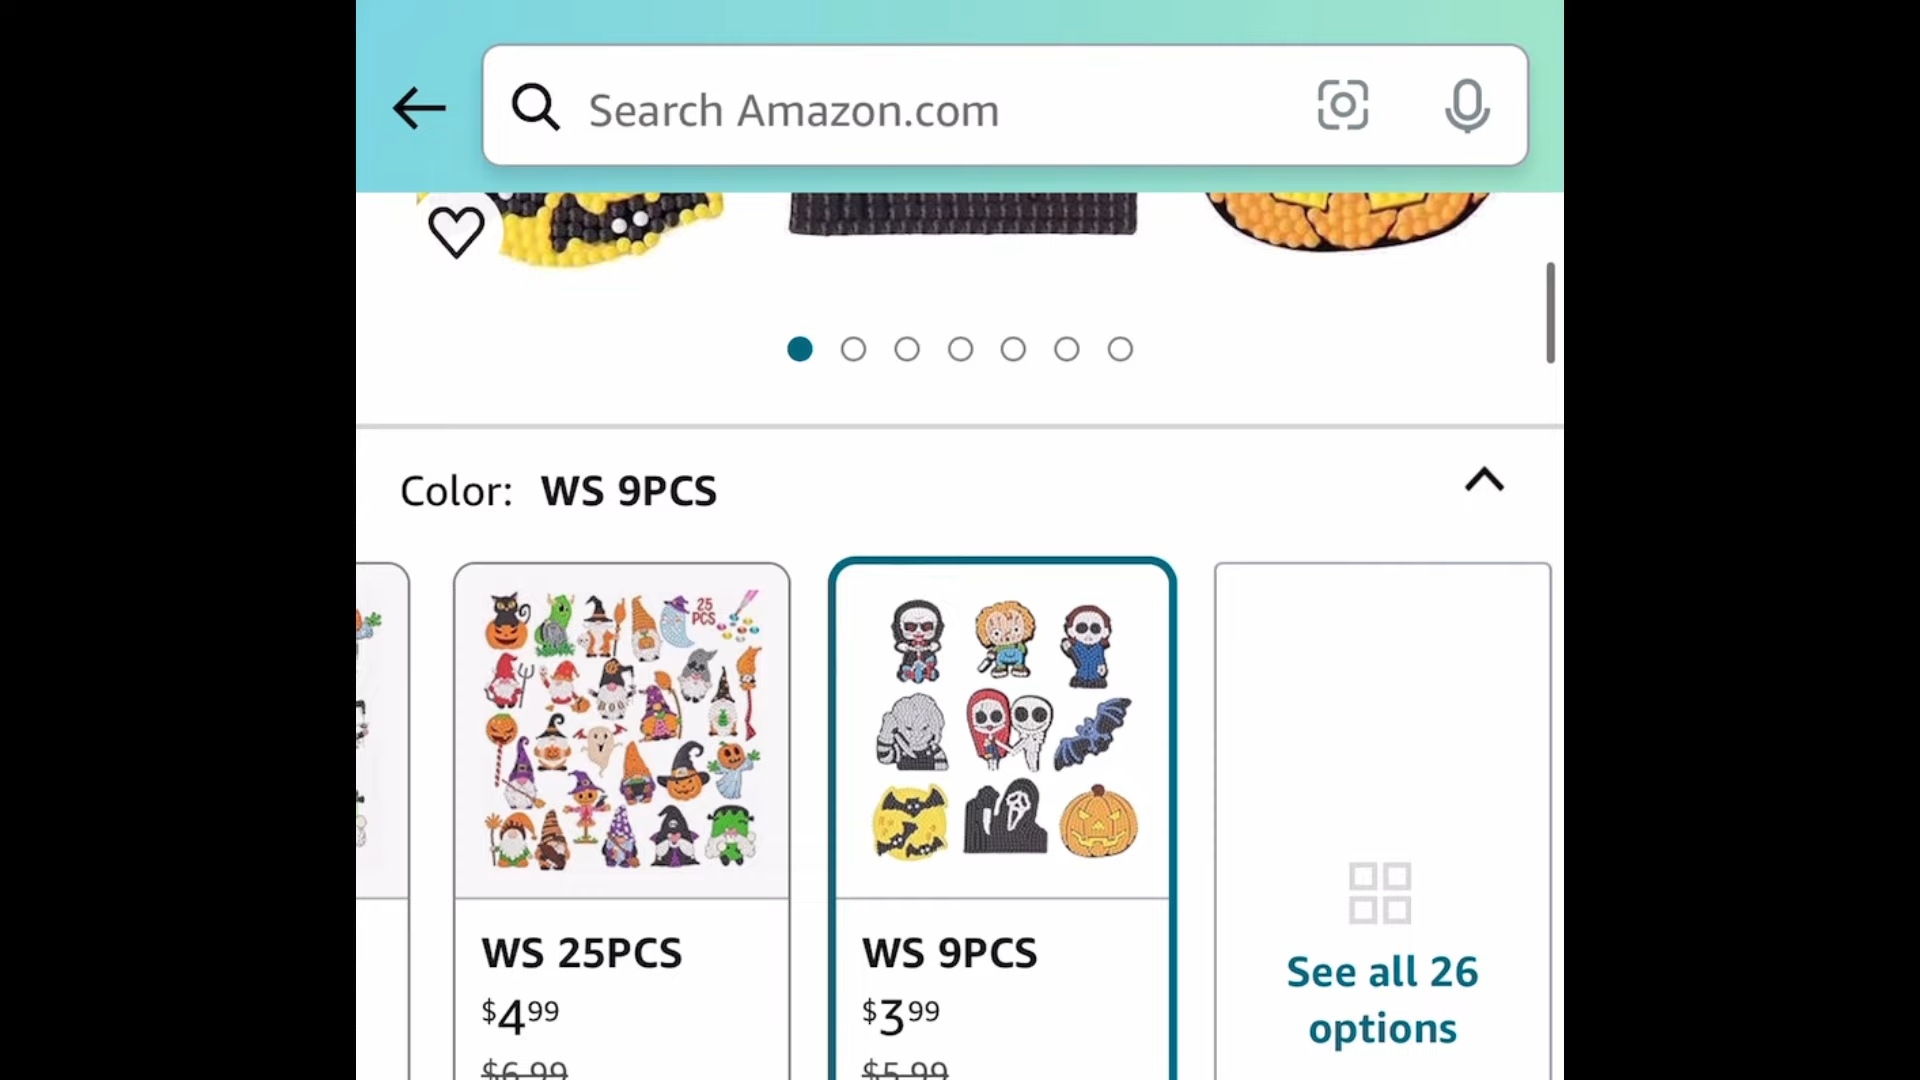 Search Amazon.com
Color: WS 9PCS
25
PCS
WS 25PCS
$4.99
$6.99
WS 9PCS
$3.99
$5.99
See all 26
options